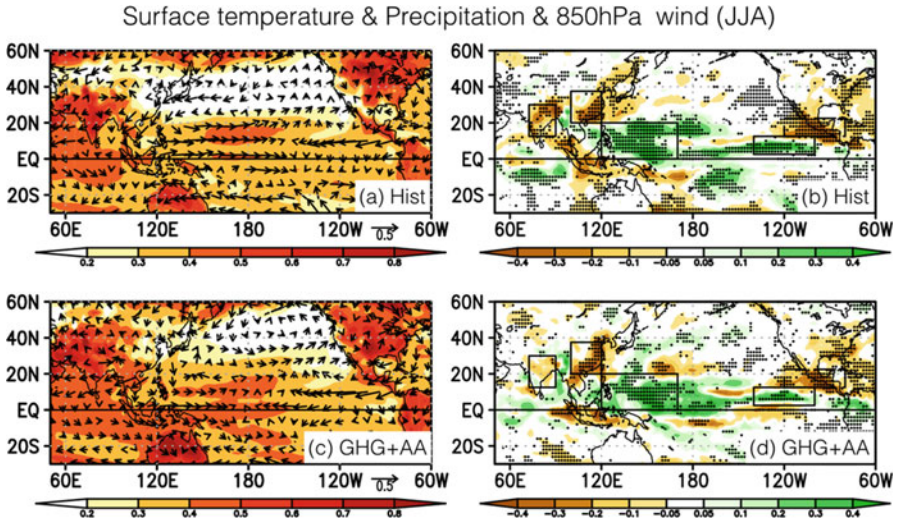 Surface temperature & Precipitation & 850hPa wind (JJA)
60N
40N
20N
EQ
20S
(a) Hist
60E 120E 180 120W 60W
0.5
0.2 0.3 0.4 0.5 0.6 0.7 0.8
60N
40N
20N
EQ
20S
(b) Hist
60E 120E 180 120W 60W
-0.4 -0.3 -0.2 -0.1 -0.05 0.05 0.1 0.2 0.3 0.4
60N
40N
20N
EQ
20S
(c) GHG+AA
60E 120E 180 120W 60W
0.5
0.2 0.3 0.4 0.5 0.6 0.7 0.8
60N
40N
20N
EQ
20S
(d) GHG+AA
60E 120E 180 120W 60W
-0.4 -0.3 -0.2 -0.1 -0.05 0.05 0.1 0.2 0.3 0.4